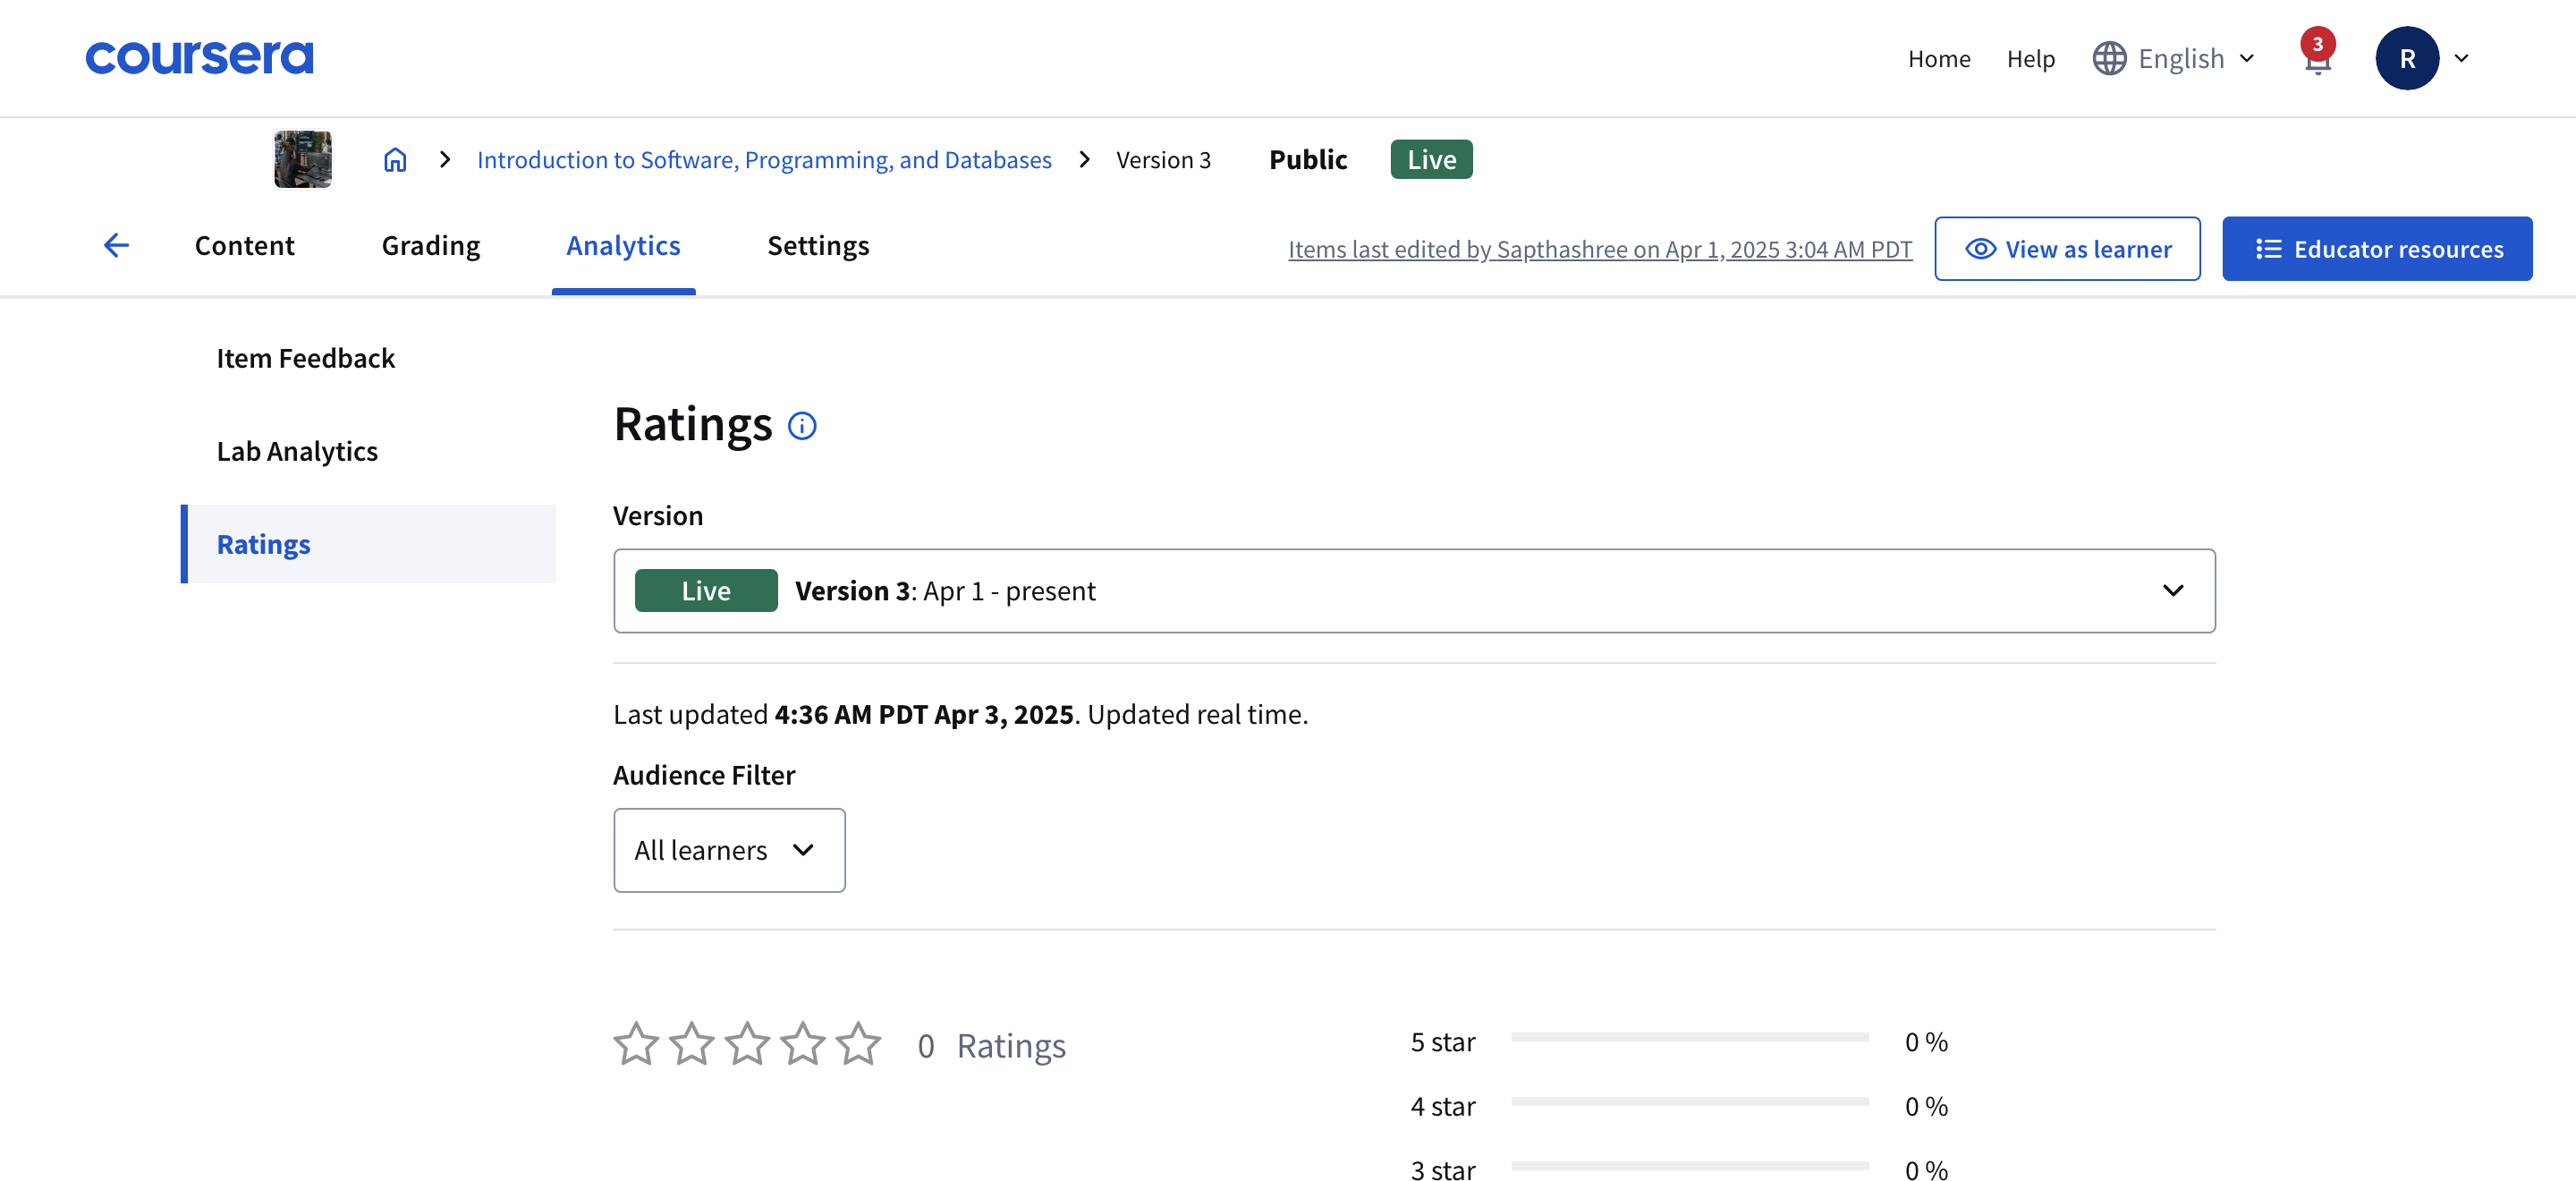 coursera
Home Help English 3 R
Introduction to Software, Programming, and Databases Version 3 Public Live
Content Grading Analytics Settings Items last edited by Sapthashree on Apr 1, 2025 3:04 AM PDT View as learner Educator resources
Item Feedback
Lab Analytics
Ratings
Ratings
Version
Live Version 3: Apr 1 - present
Last updated 4:36 AM PDT Apr 3, 2025. Updated real time.
Audience Filter
All learners
0 Ratings
5 star 0 %
4 star 0 %
3 star 0 %